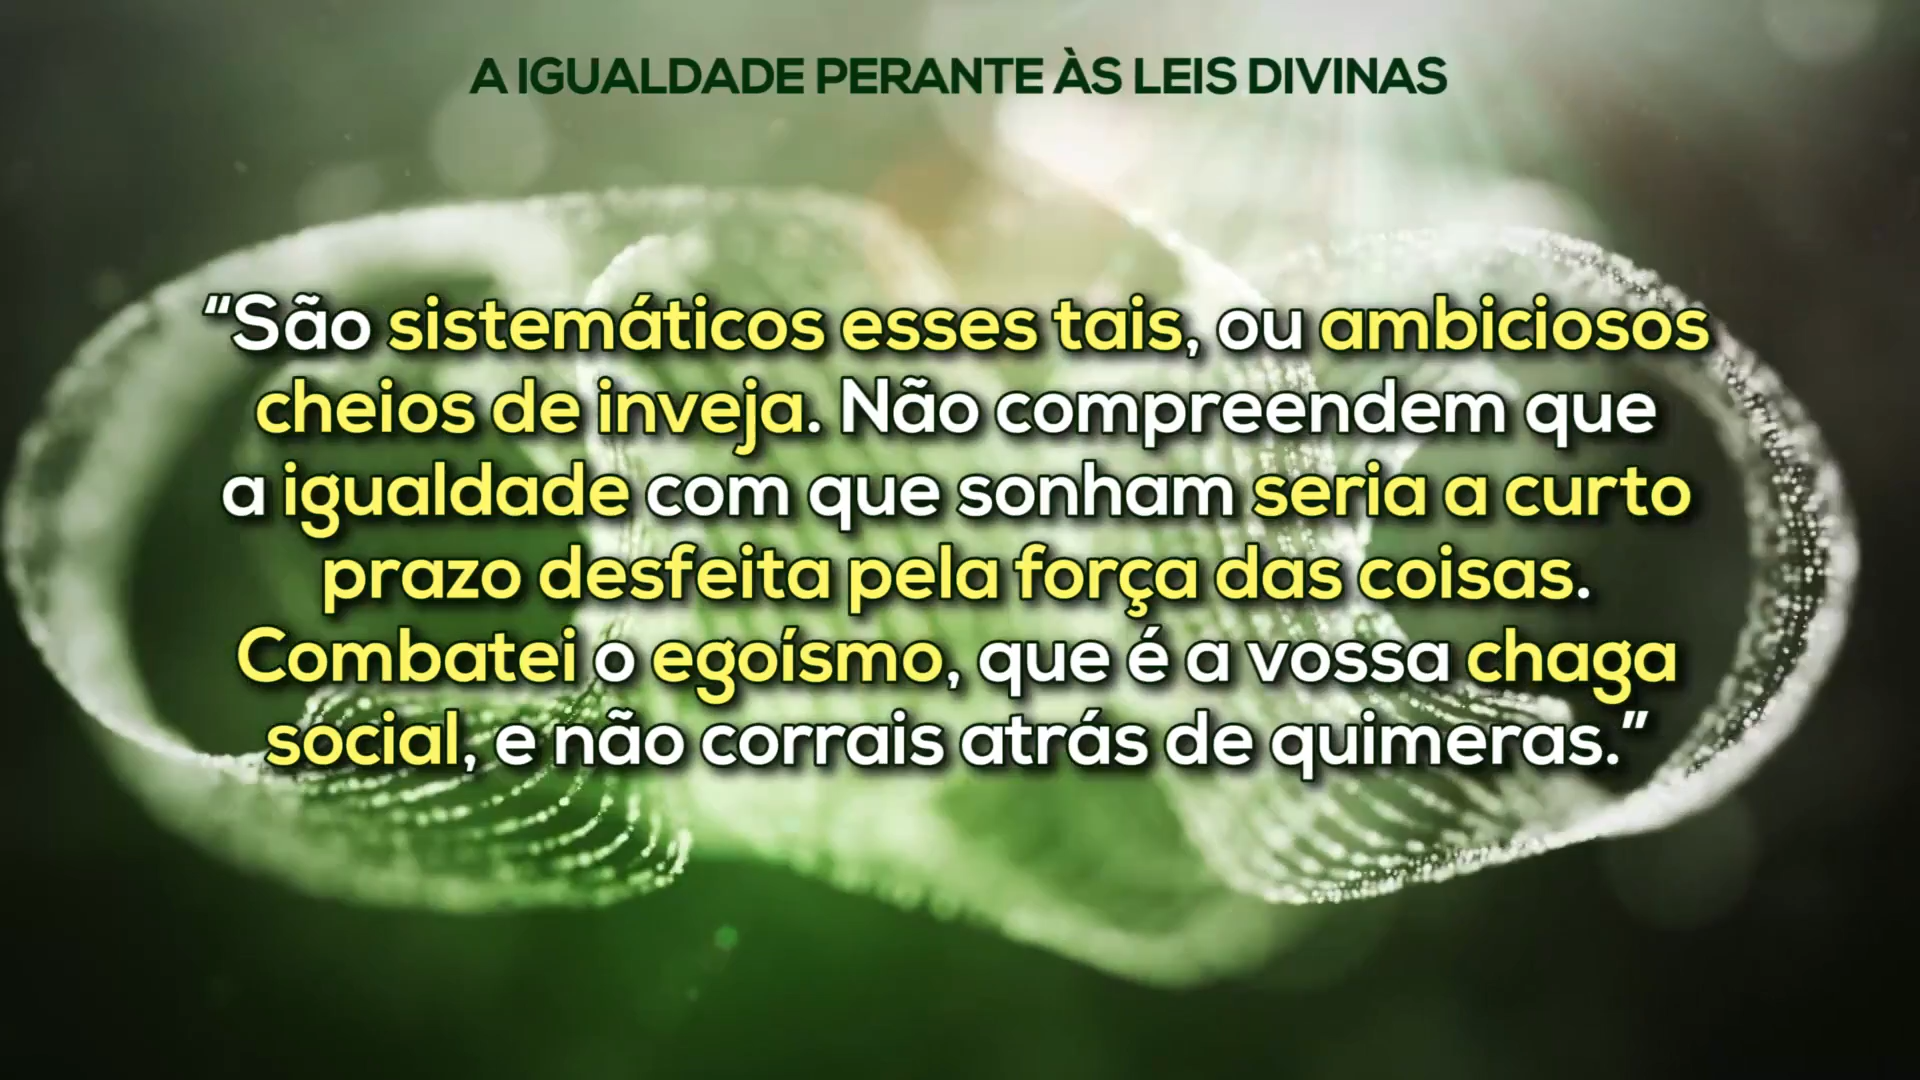 A IGUALDADE PERANTE ÀS LEIS DIVINAS
“São sistemáticos esses tais, ou ambiciosos
cheios de inveja. Não compreendem que
a igualdade com que sonham seria a curto
prazo desfeita pela força das coisas.
Combatei o egoísmo, que é a vossa chaga
social, e não corrais atrás de quimeras.”